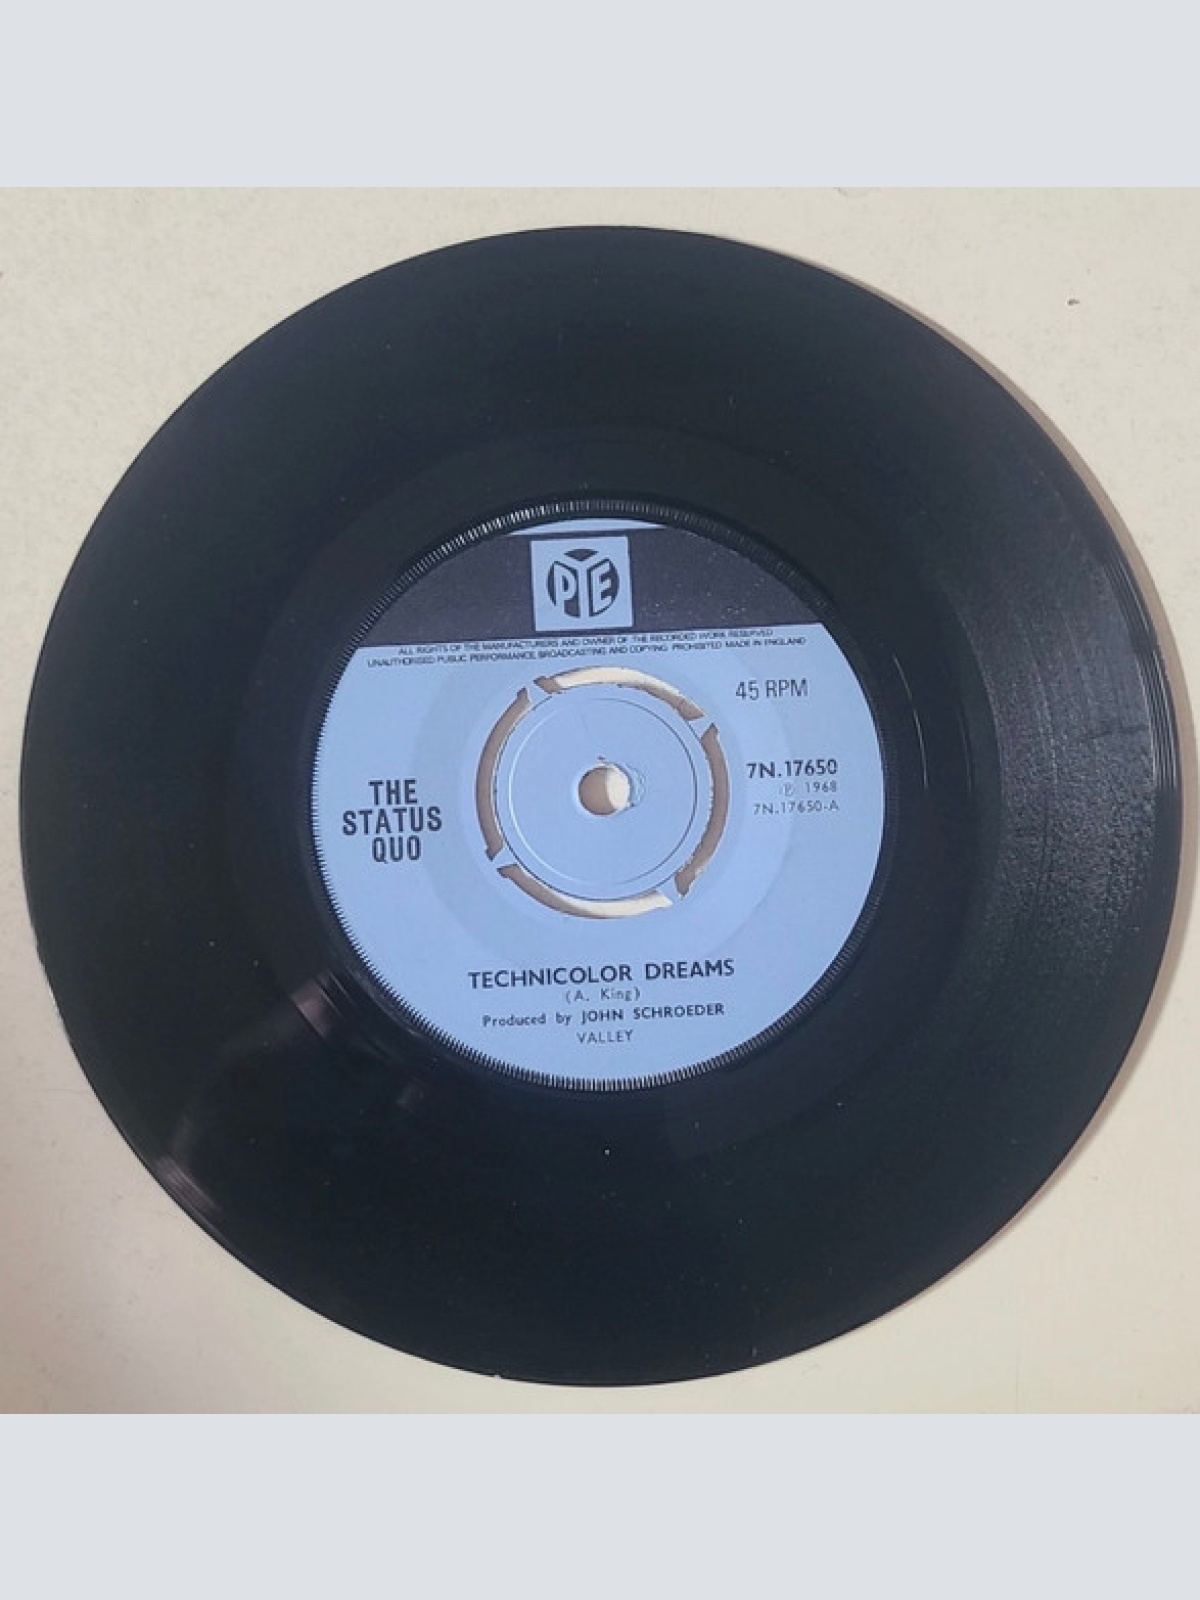 PYE
ALL RIGHTS OF THE MANUFACTURERS AND OWNER OF THE RECORDED WORK RESERVED
UNAUTHORISED PUBLIC PERFORMANCE BROADCASTING AND COPYING PROHIBITED MADE IN ENGLAND
45 RPM
THE
STATUS
QUO
7N.17650
℗ 1968
7N.17650-A
TECHNICOLOR DREAMS
(A. King)
Produced by JOHN SCHROEDER
VALLEY